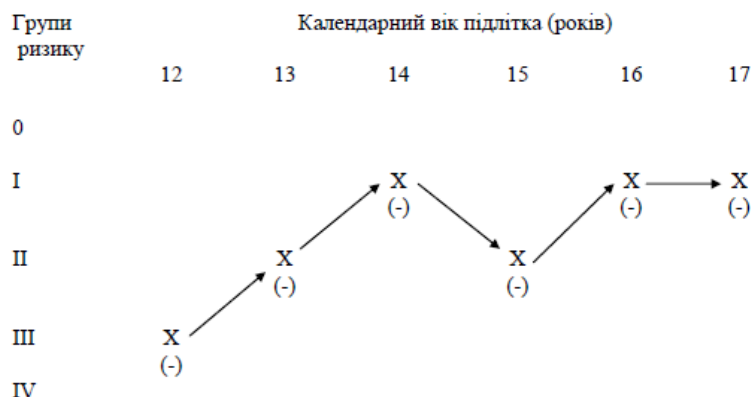 Групи Календарний вік підлітка (років)
ризику
12 13 14 15 16 17
0
I X X X
(-) (-) (-)
II X X
(-) (-)
III X
(-)
IV